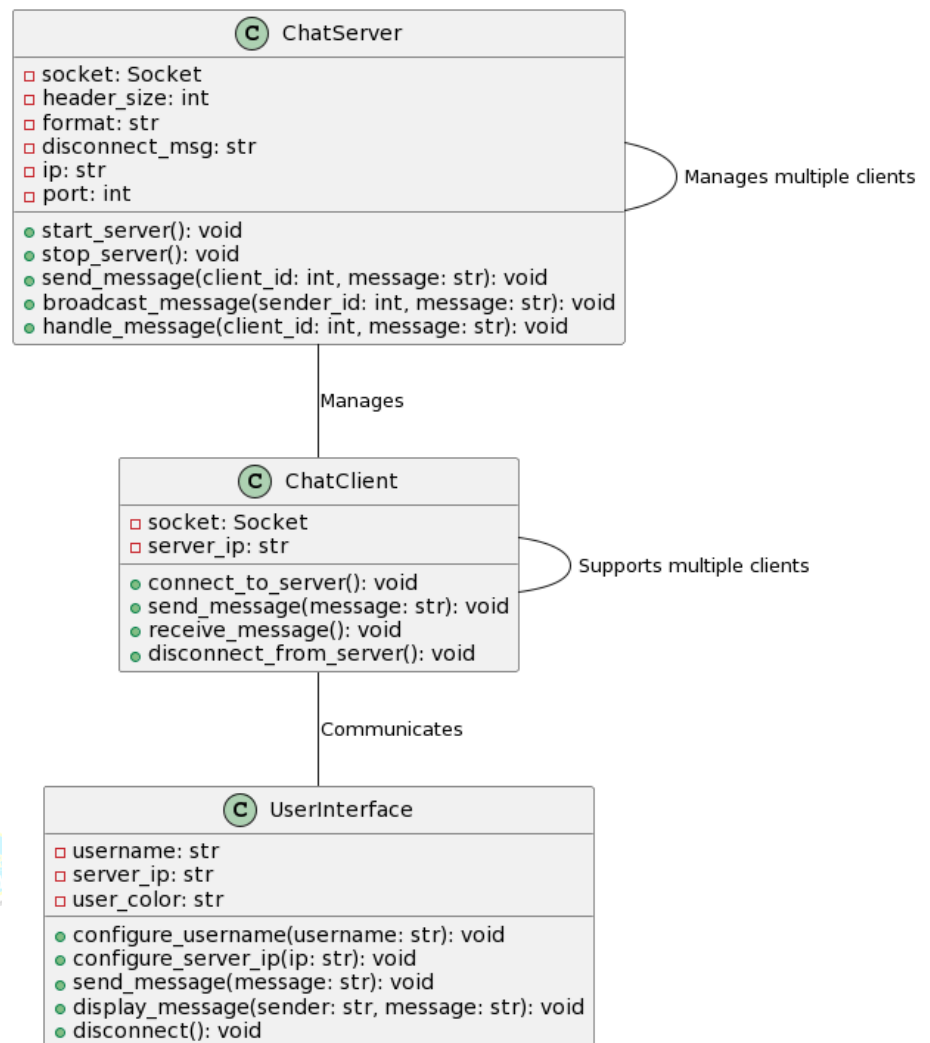 C ChatServer
socket: Socket
header_size: int
format: str
disconnect_msg: str
ip: str
port: int
Manages multiple clients
start_server(): void
stop_server(): void
send_message(client_id: int, message: str): void
broadcast_message(sender_id: int, message: str): void
handle_message(client_id: int, message: str): void
Manages
C ChatClient
socket: Socket
server_ip: str
Supports multiple clients
connect_to_server(): void
send_message(message: str): void
receive_message(): void
disconnect_from_server(): void
Communicates
C UserInterface
username: str
server_ip: str
user_color: str
configure_username(username: str): void
configure_server_ip(ip: str): void
send_message(message: str): void
display_message(sender: str, message: str): void
disconnect(): void